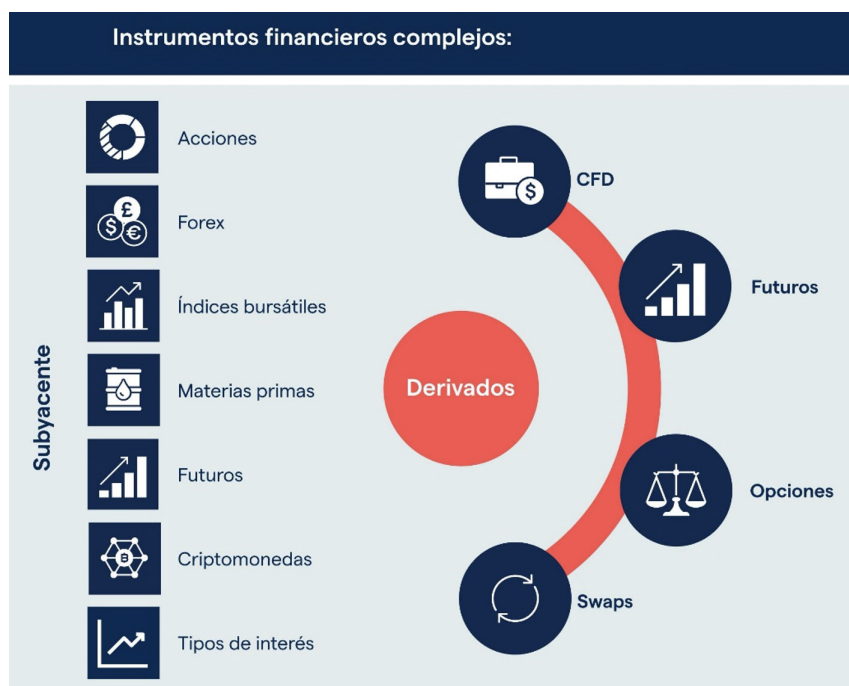 Instrumentos financieros complejos:
Subyacente
Acciones
Forex
Índices bursátiles
Materias primas
Futuros
Criptomonedas
Tipos de interés
Derivados
CFD
Futuros
Opciones
Swaps